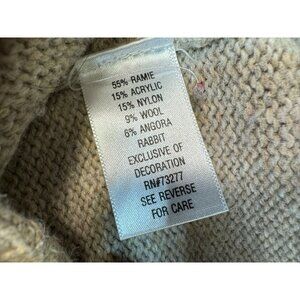 55% RAMIE
15% ACRYLIC
15% NYLON
9% WOOL
6% ANGORA
RABBIT
EXCLUSIVE OF
DECORATION
RN#73277
SEE REVERSE
FOR CARE